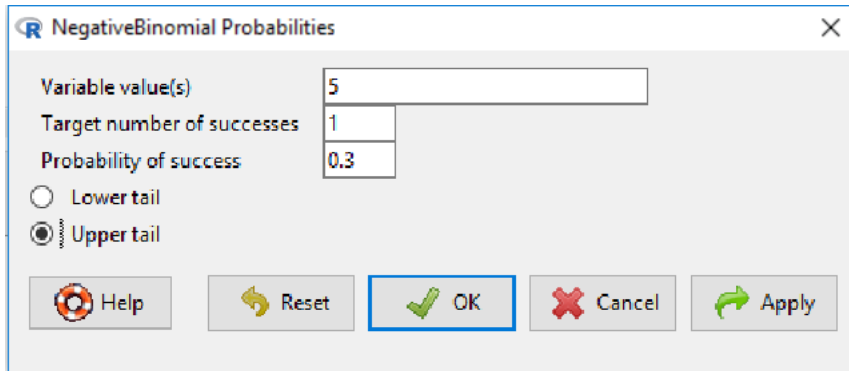 R NegativeBinomial Probabilities
Variable value(s) 5
Target number of successes 1
Probability of success 0.3
Lower tail
Upper tail
Help Reset OK Cancel Apply